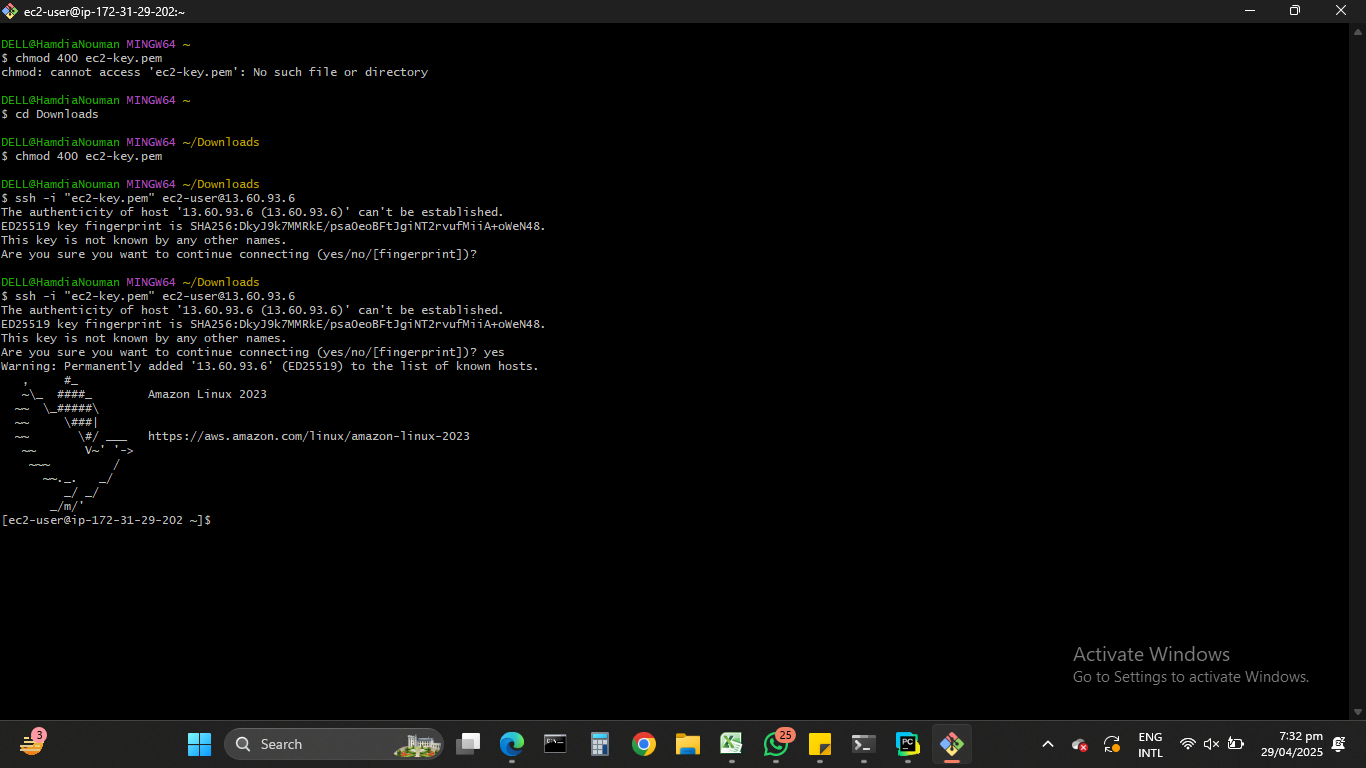 ec2-user@ip-172-31-29-202:~
DELL@HamdiaNouman MINGW64 ~
$ chmod 400 ec2-key.pem
chmod: cannot access 'ec2-key.pem': No such file or directory
DELL@HamdiaNouman MINGW64 ~
$ cd Downloads
DELL@HamdiaNouman MINGW64 ~/Downloads
$ chmod 400 ec2-key.pem
DELL@HamdiaNouman MINGW64 ~/Downloads
$ ssh -i "ec2-key.pem" ec2-user@13.60.93.6
The authenticity of host '13.60.93.6 (13.60.93.6)' can't be established.
ED25519 key fingerprint is SHA256:DkyJ9k7MMRkE/psaOeoBFtJgiNT2rvufMiiA+oWeN48.
This key is not known by any other names.
Are you sure you want to continue connecting (yes/no/[fingerprint])?
DELL@HamdiaNouman MINGW64 ~/Downloads
$ ssh -i "ec2-key.pem" ec2-user@13.60.93.6
The authenticity of host '13.60.93.6 (13.60.93.6)' can't be established.
ED25519 key fingerprint is SHA256:DkyJ9k7MMRkE/psaOeoBFtJgiNT2rvufMiiA+oWeN48.
This key is not known by any other names.
Are you sure you want to continue connecting (yes/no/[fingerprint])? yes
Warning: Permanently added '13.60.93.6' (ED25519) to the list of known hosts.
   ,     #_
   ~\_  ####_        Amazon Linux 2023
  ~~  \_#####\
  ~~     \###|
  ~~       \#/ ___   https://aws.amazon.com/linux/amazon-linux-2023
   ~~       V~' '->
    ~~~         /
      ~~._.   _/
         _/ _/
       _/m/'
[ec2-user@ip-172-31-29-202 ~]$
Activate Windows
Go to Settings to activate Windows.
3
Search
25
PC
ENG
INTL
7:32 pm
29/04/2025